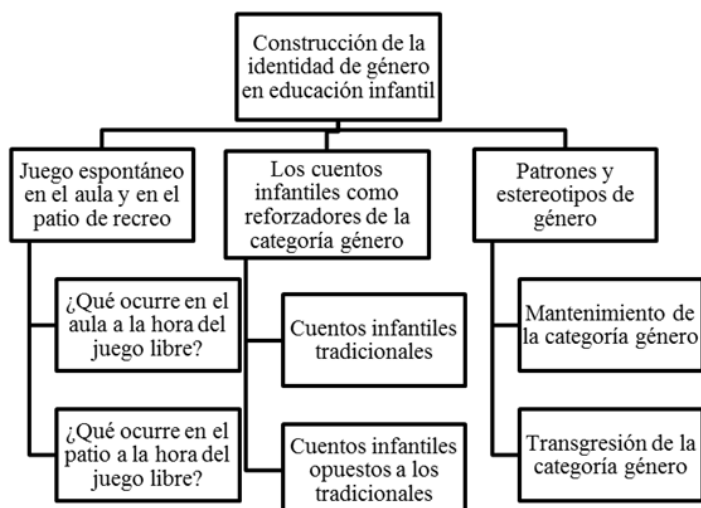 Construcción de la
identidad de género
en educación infantil
Juego espontáneo
en el aula y en el
patio de recreo
Los cuentos
infantiles como
reforzadores de la
categoría género
Patrones y
estereotipos de
género
¿Qué ocurre en el
aula a la hora del
juego libre?
Cuentos infantiles
tradicionales
Mantenimiento de
la categoría género
¿Qué ocurre en el
patio a la hora del
juego libre?
Cuentos infantiles
opuestos a los
tradicionales
Transgresión de la
categoría género